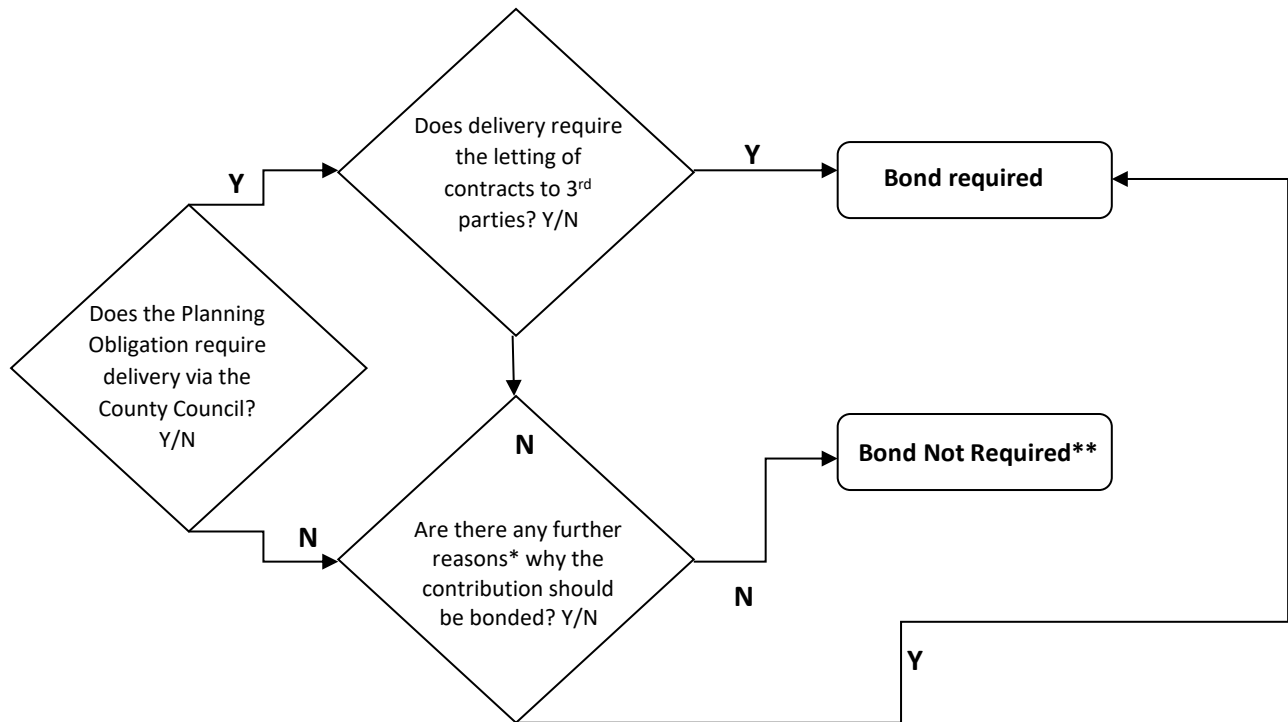 Does delivery require
the letting of
contracts to 3rd
parties? Y/N
Y
Bond required
Y
Does the Planning
Obligation require
delivery via the
County Council?
Y/N
N
Bond Not Required**
N
Are there any further
reasons* why the
contribution should
be bonded? Y/N
N
Y